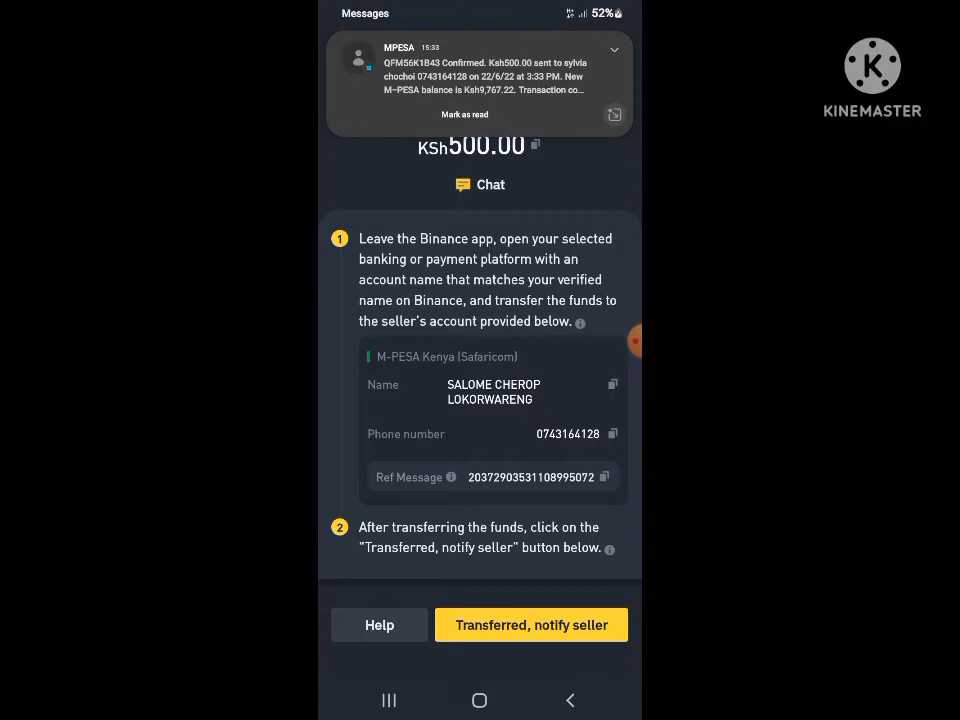 Messages
52%
MPESA 15:33
QFM56K1B43 Confirmed. Ksh500.00 sent to sylvia
chochoi 0743164128 on 22/6/22 at 3:33 PM. New
M-PESA balance is Ksh9,767.22. Transaction co...
Mark as read
K
KINEMASTER
KSh500.00
Chat
1 Leave the Binance app, open your selected
banking or payment platform with an
account name that matches your verified
name on Binance, and transfer the funds to
the seller's account provided below.
M-PESA Kenya (Safaricom)
Name SALOME CHEROP
LOKORWARENG
Phone number 0743164128
Ref Message 20372903531108995072
2 After transferring the funds, click on the
"Transferred, notify seller" button below.
Help Transferred, notify seller